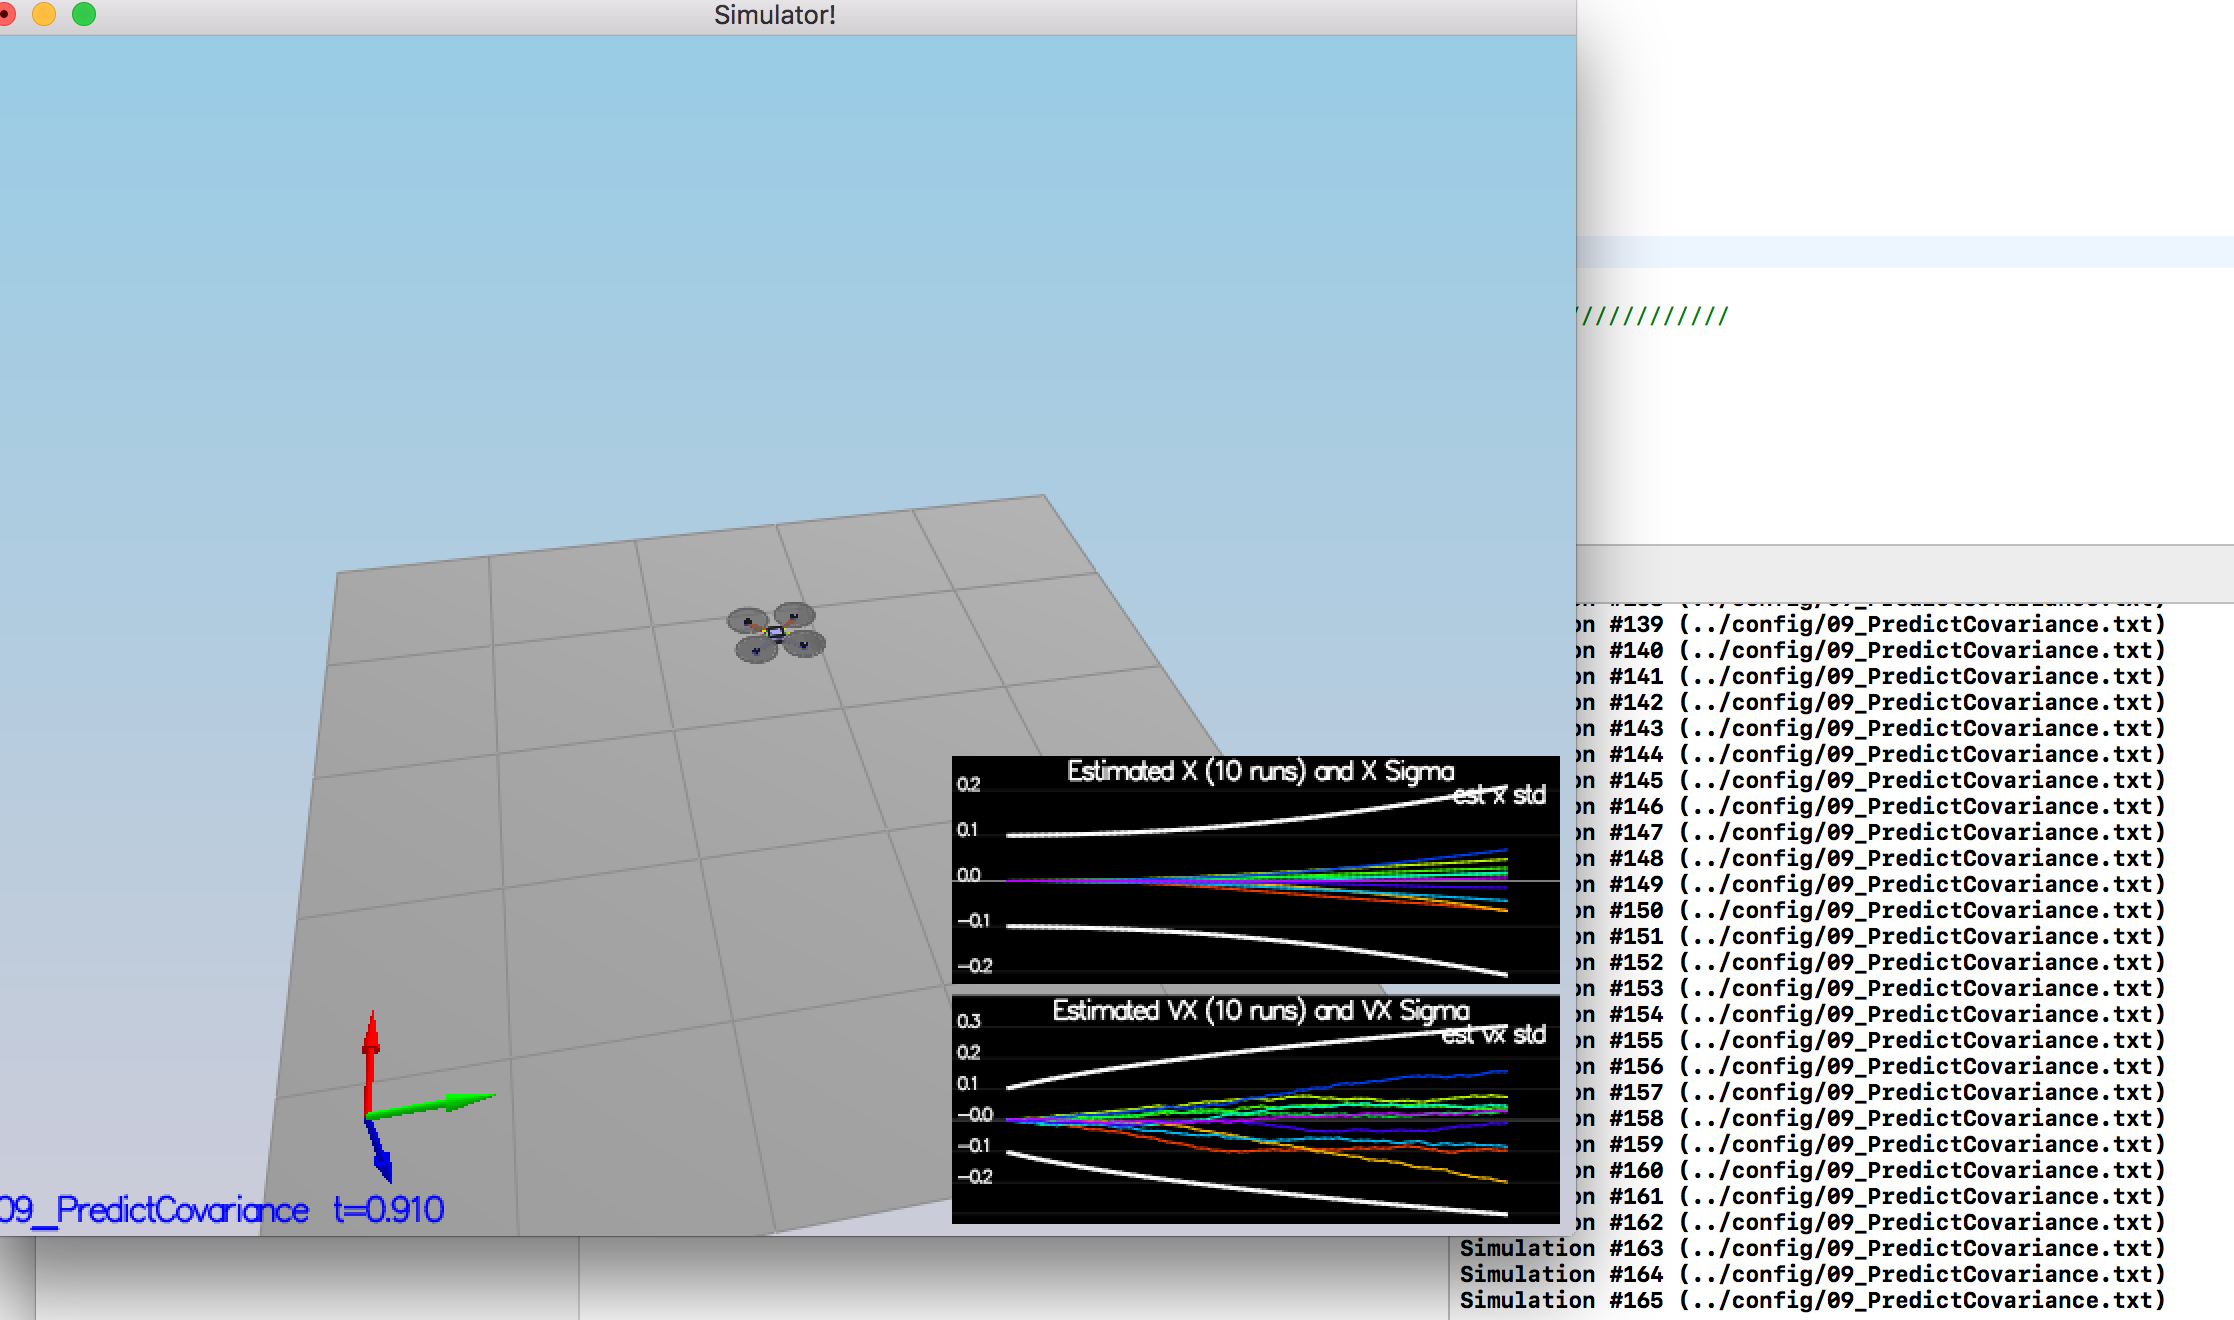 Simulator!
////////////
on #139 (../config/09_PredictCovariance.txt)
on #140 (../config/09_PredictCovariance.txt)
on #141 (../config/09_PredictCovariance.txt)
on #142 (../config/09_PredictCovariance.txt)
on #143 (../config/09_PredictCovariance.txt)
on #144 (../config/09_PredictCovariance.txt)
on #145 (../config/09_PredictCovariance.txt)
on #146 (../config/09_PredictCovariance.txt)
on #147 (../config/09_PredictCovariance.txt)
on #148 (../config/09_PredictCovariance.txt)
on #149 (../config/09_PredictCovariance.txt)
on #150 (../config/09_PredictCovariance.txt)
on #151 (../config/09_PredictCovariance.txt)
on #152 (../config/09_PredictCovariance.txt)
on #153 (../config/09_PredictCovariance.txt)
on #154 (../config/09_PredictCovariance.txt)
on #155 (../config/09_PredictCovariance.txt)
on #156 (../config/09_PredictCovariance.txt)
on #157 (../config/09_PredictCovariance.txt)
on #158 (../config/09_PredictCovariance.txt)
on #159 (../config/09_PredictCovariance.txt)
on #160 (../config/09_PredictCovariance.txt)
on #161 (../config/09_PredictCovariance.txt)
on #162 (../config/09_PredictCovariance.txt)
Simulation #163 (../config/09_PredictCovariance.txt)
Simulation #164 (../config/09_PredictCovariance.txt)
Simulation #165 (../config/09_PredictCovariance.txt)
Estimated X (10 runs) and X Sigma
est x std
0.2
0.1
0.0
-0.1
-0.2
Estimated VX (10 runs) and VX Sigma
est vx std
0.3
0.2
0.1
-0.0
-0.1
-0.2
09_PredictCovariance t=0.910